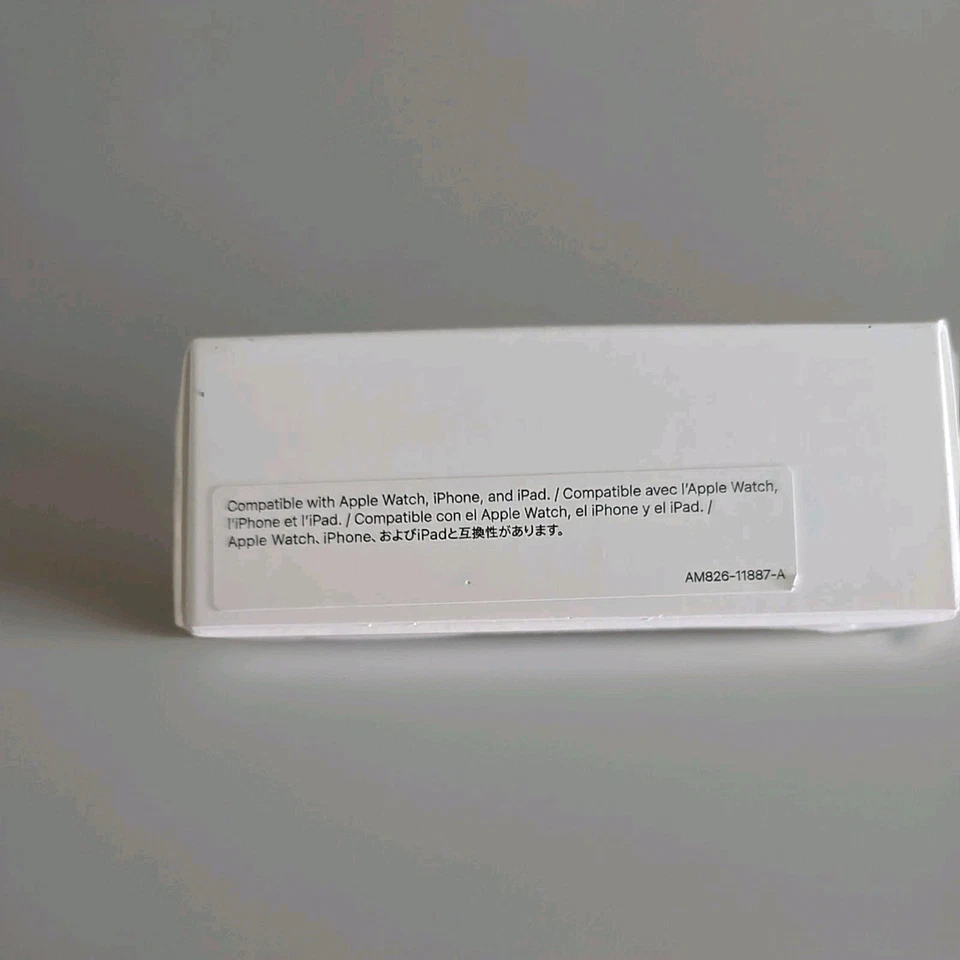 Compatible with Apple Watch, iPhone, and iPad. / Compatible avec l'Apple Watch,
l'iPhone et l'iPad. / Compatible con el Apple Watch, el iPhone y el iPad. /
Apple Watch、iPhone、およびiPadと互換性があります。
AM826-11887-A